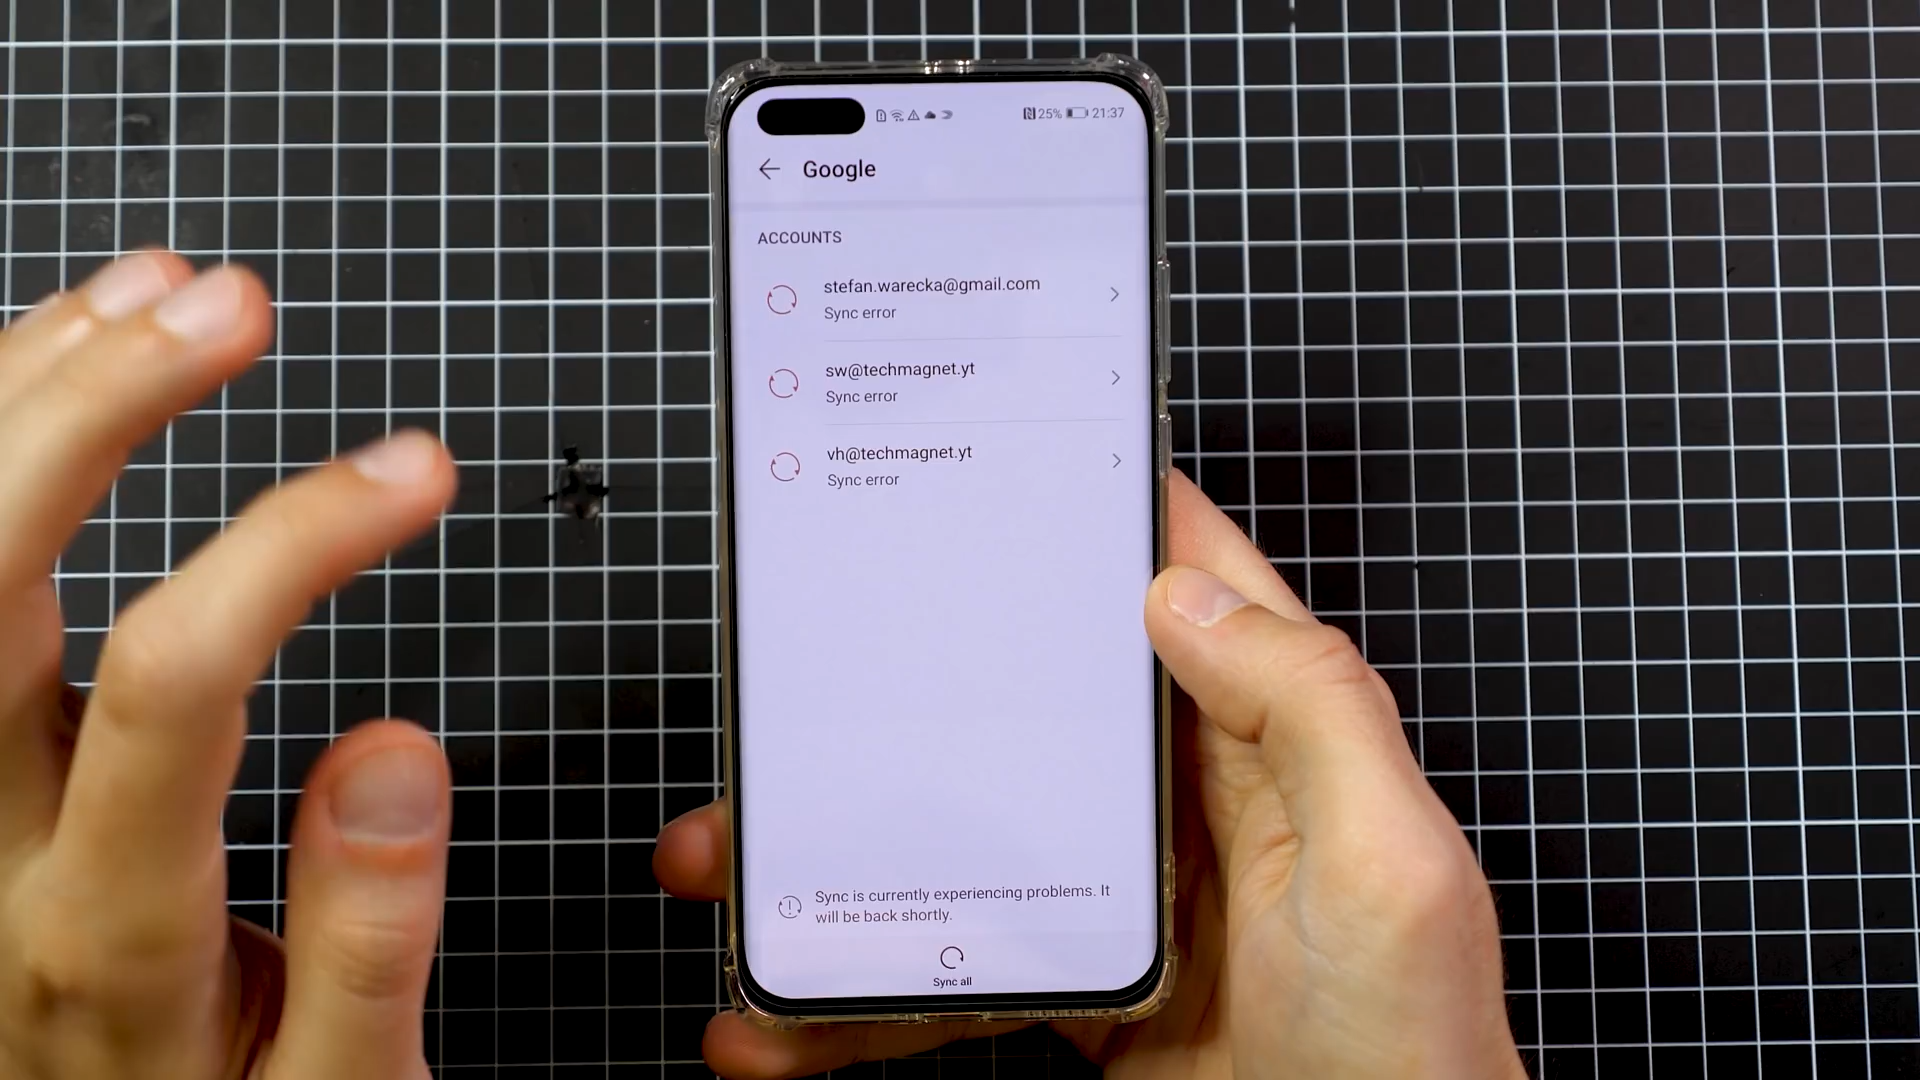 25% 21:37
Google
ACCOUNTS
stefan.warecka@gmail.com
Sync error
sw@techmagnet.yt
Sync error
vh@techmagnet.yt
Sync error
Sync is currently experiencing problems. It
will be back shortly.
Sync all